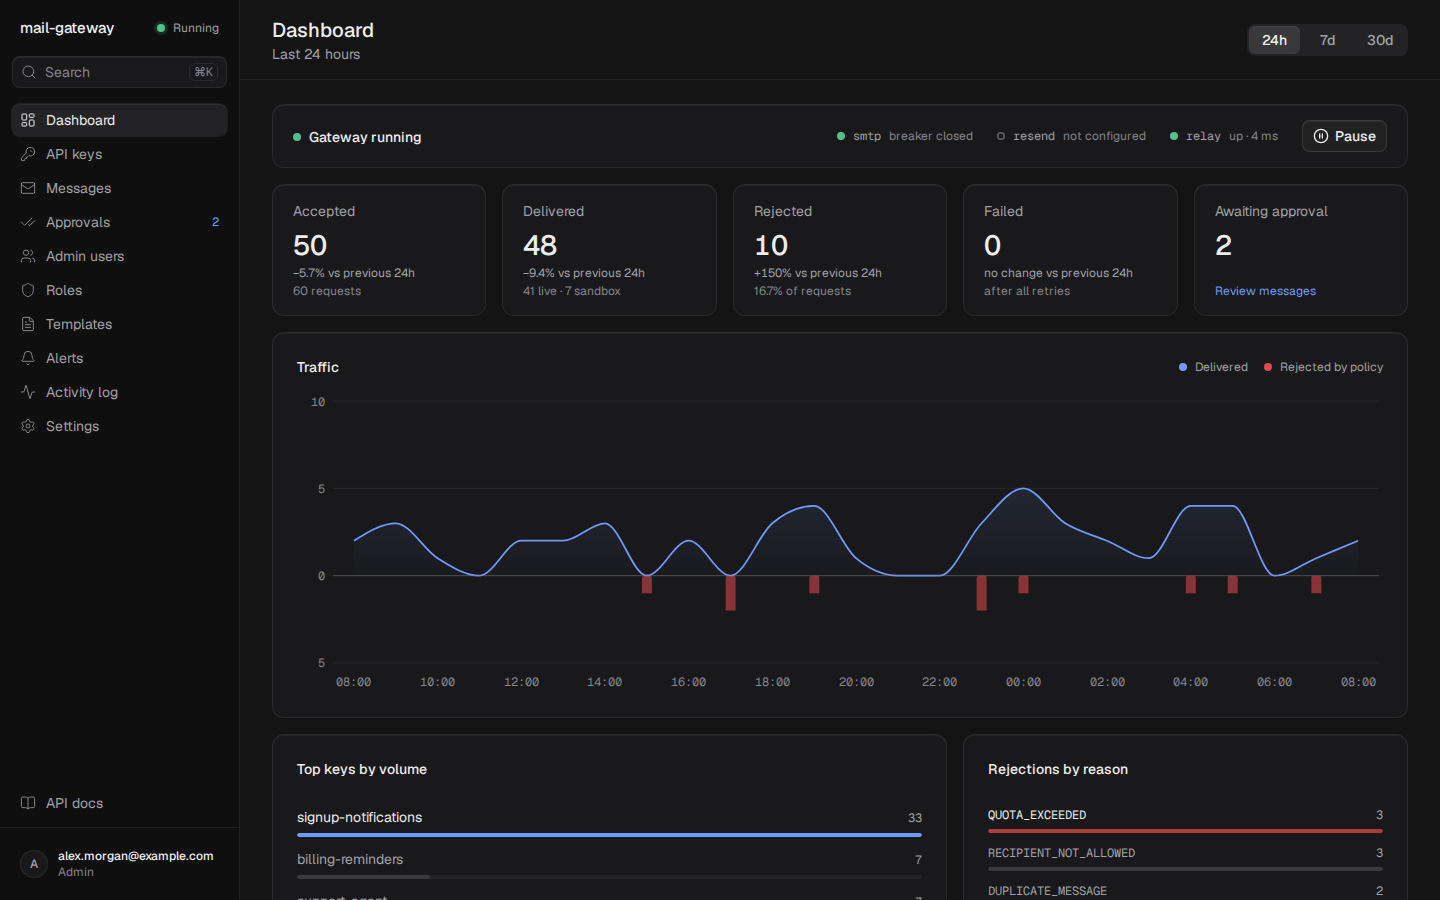 mail-gateway
Running
Search
⌘K
Dashboard
API keys
Messages
Approvals 2
Admin users
Roles
Templates
Alerts
Activity log
Settings
API docs
A
alex.morgan@example.com
Admin
Dashboard
Last 24 hours
24h 7d 30d
Gateway running
smtp breaker closed
resend not configured
relay up · 4 ms
Pause
Accepted
50
−5.7% vs previous 24h
60 requests
Delivered
48
−9.4% vs previous 24h
41 live · 7 sandbox
Rejected
10
+150% vs previous 24h
16.7% of requests
Failed
0
no change vs previous 24h
after all retries
Awaiting approval
2
Review messages
Traffic
Delivered
Rejected by policy
10
5
0
5
08:00 10:00 12:00 14:00 16:00 18:00 20:00 22:00 00:00 02:00 04:00 06:00 08:00
Top keys by volume
signup-notifications 33
billing-reminders 7
support-agent 7
Rejections by reason
QUOTA_EXCEEDED 3
RECIPIENT_NOT_ALLOWED 3
DUPLICATE_MESSAGE 2